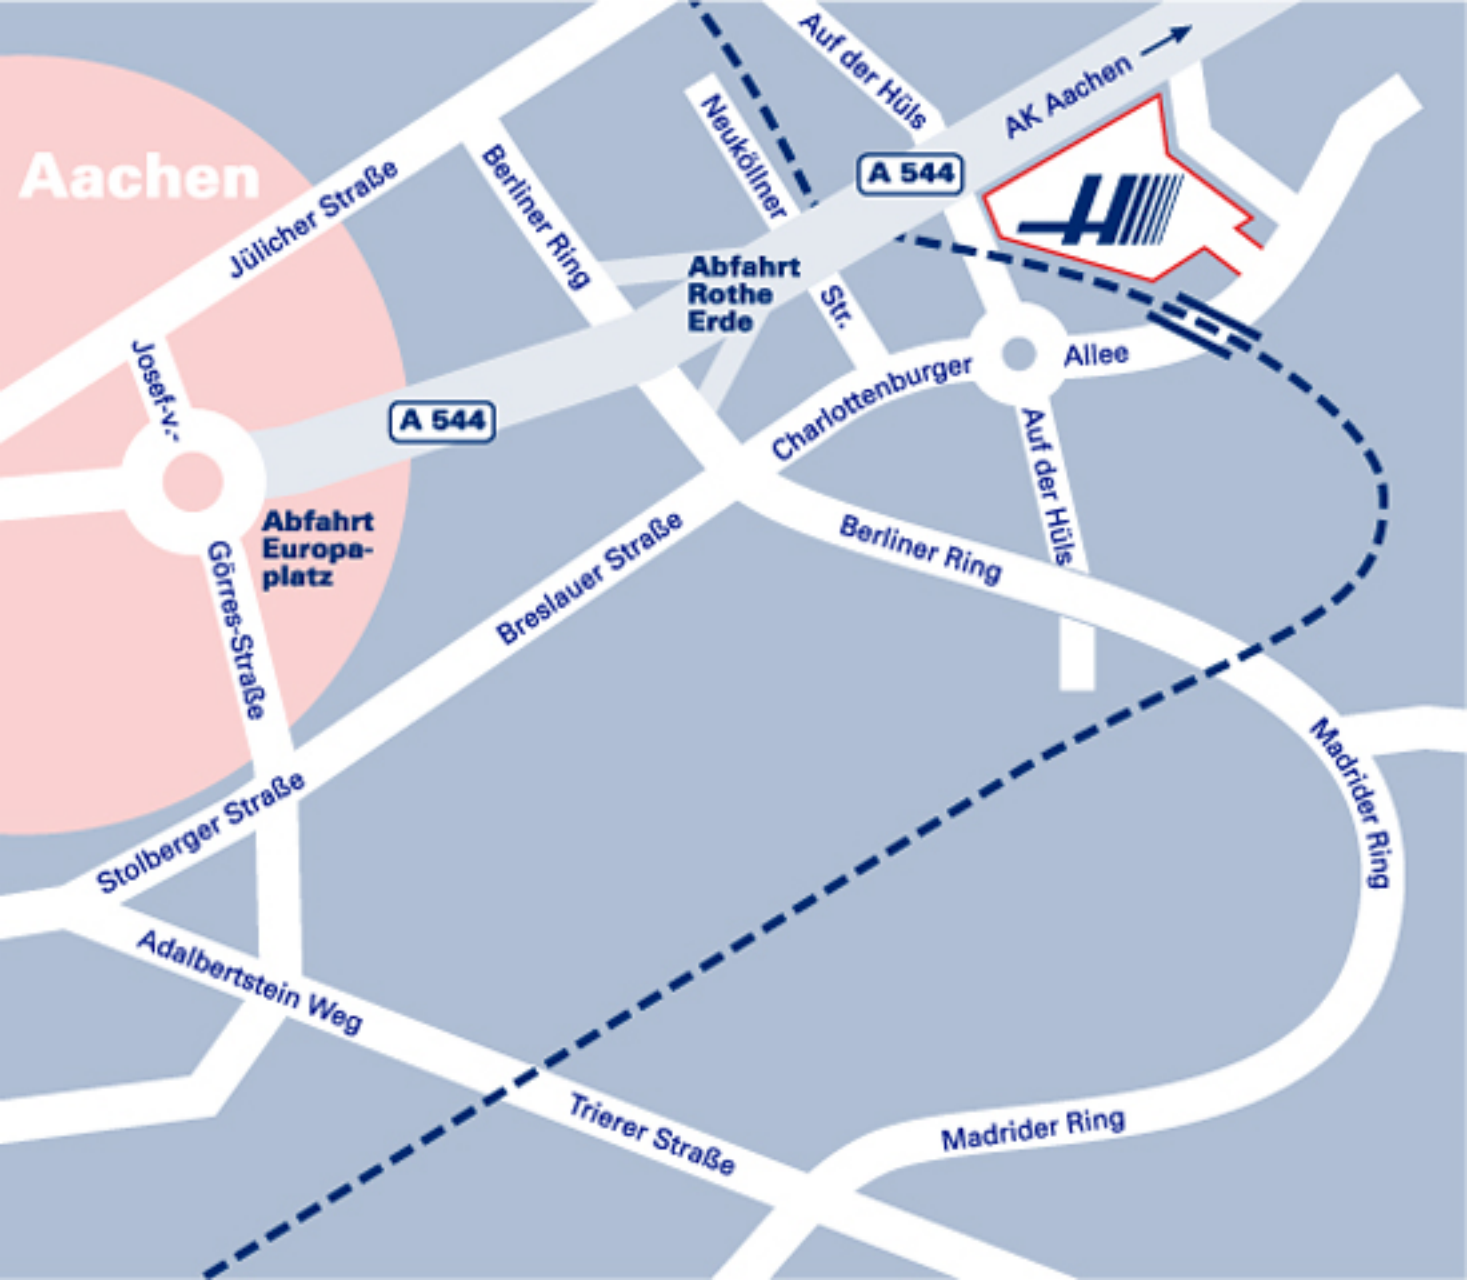 Auf der Hüls
AK Aachen
Neuköllner
A 544
Aachen
Jülicher Straße
Berliner Ring
Abfahrt
Rothe
Erde
Str.
Josef-v.-
Charlottenburger
Allee
A 544
Auf der Hüls
Abfahrt
Europa-
platz
Görres-Straße
Breslauer Straße
Berliner Ring
Madrider Ring
Stolberger Straße
Adalbertstein Weg
Trierer Straße
Madrider Ring